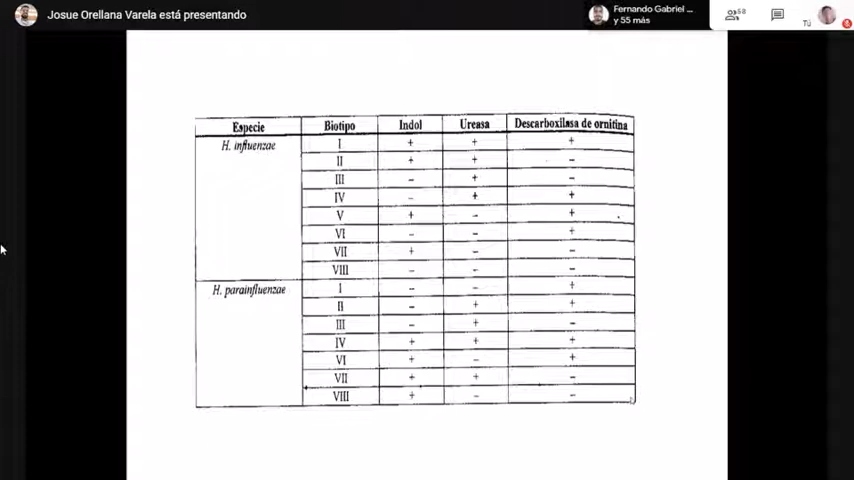 Josue Orellana Varela está presentando
Fernando Gabriel ...
y 55 más
58
Tú
Especie Biotipo Indol Ureasa Descarboxilasa de ornitina
H. influenzae I + + +
II + + –
III – + –
IV – + +
V + – +
VI – – +
VII + – –
VIII – – –
H. parainfluenzae I – – +
II – + +
III – + –
IV + + +
VI + – +
VII + + –
VIII + – –